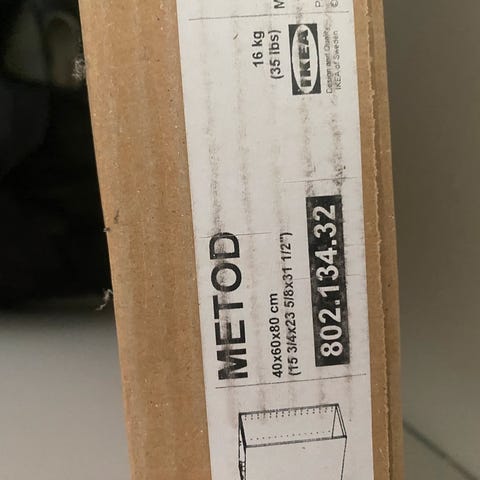 METOD
40x60x80 cm
(15 3/4x23 5/8x31 1/2")
802.134.32
16 kg
(35 lbs)
IKEA
Design and Quality
IKEA of Sweden